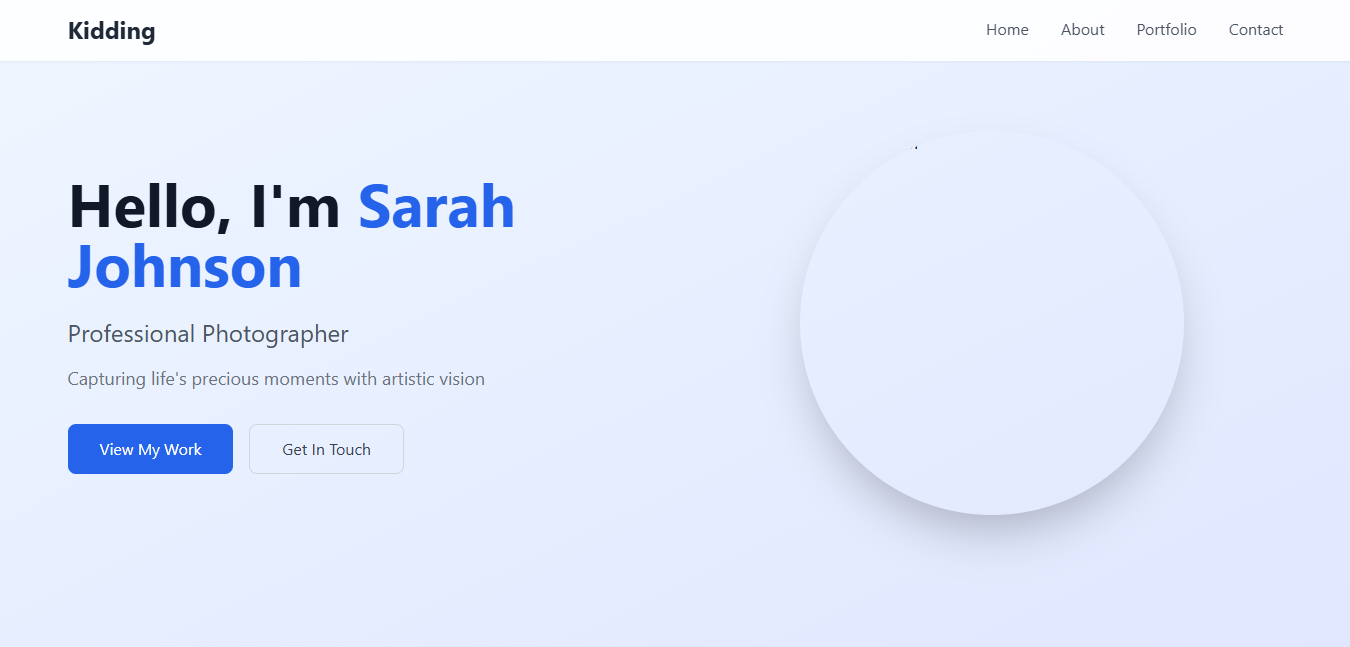 Kidding
Home About Portfolio Contact
Hello, I'm Sarah
Johnson
Professional Photographer
Capturing life's precious moments with artistic vision
View My Work Get In Touch